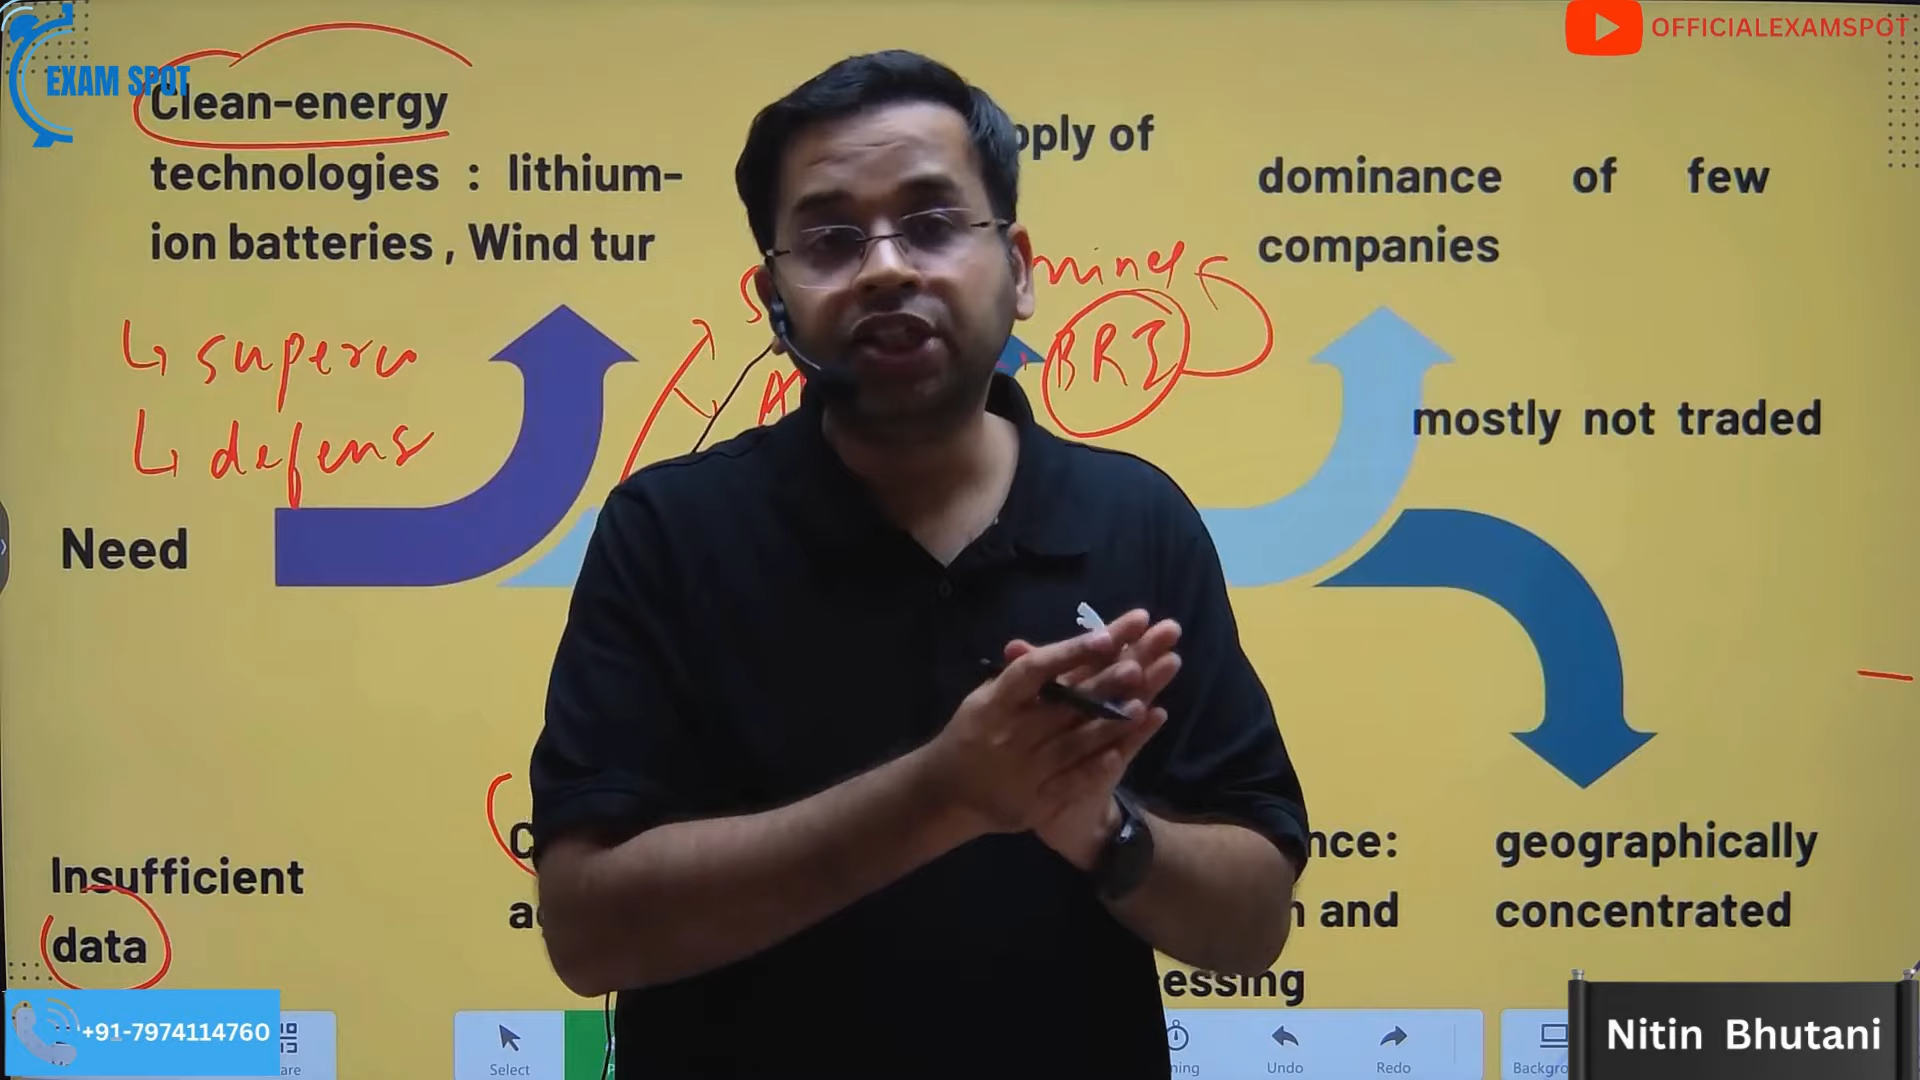 EXAM SPOT
OFFICIALEXAMSPOT
Clean-energy
technologies : lithium-
ion batteries , Wind tur
pply of
dominance of few
companies
BRI
mostly not traded
defens
Need
Insufficient
data
nce:
and
essing
geographically
concentrated
+91-7974114760
Select
Undo
Redo
Backgro
Nitin Bhutani